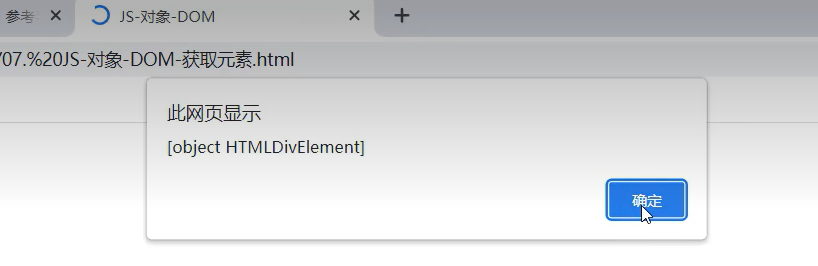 参考
JS-对象-DOM
/07.%20JS-对象-DOM-获取元素.html
此网页显示
[object HTMLDivElement]
确定